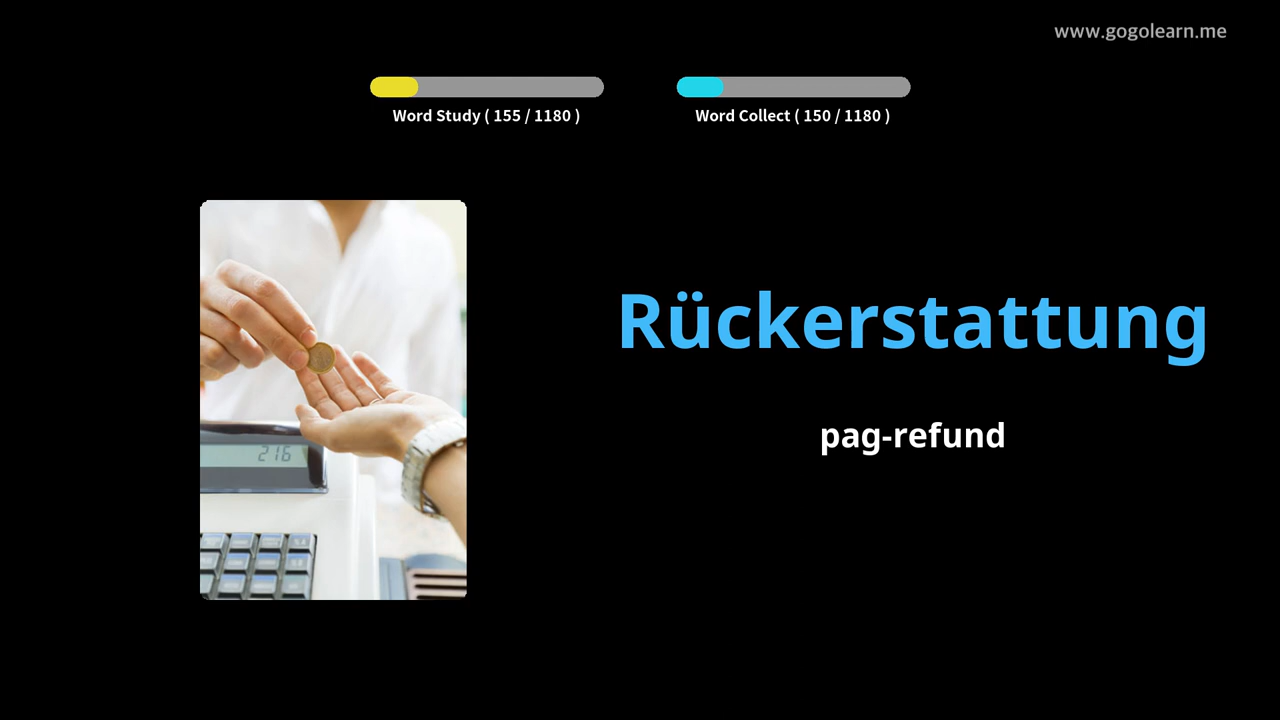 www.gogolearn.me
Word Study ( 155 / 1180 )
Word Collect ( 150 / 1180 )
Rückerstattung
pag-refund
216